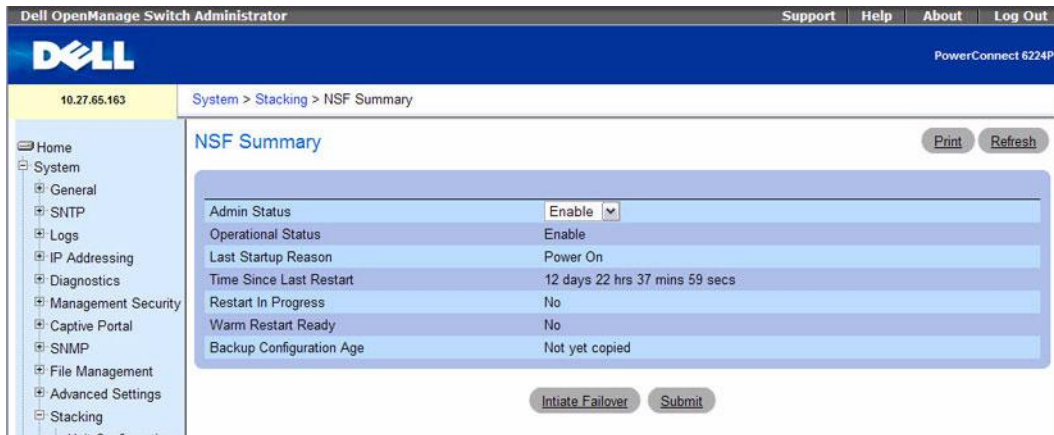 Dell OpenManage Switch Administrator
Support Help About Log Out
DELL
PowerConnect 6224P
10.27.65.163
System > Stacking > NSF Summary
Home
System
General
SNTP
Logs
IP Addressing
Diagnostics
Management Security
Captive Portal
SNMP
File Management
Advanced Settings
Stacking
NSF Summary
Print Refresh
Admin Status Enable
Operational Status Enable
Last Startup Reason Power On
Time Since Last Restart 12 days 22 hrs 37 mins 59 secs
Restart In Progress No
Warm Restart Ready No
Backup Configuration Age Not yet copied
Intiate Failover Submit